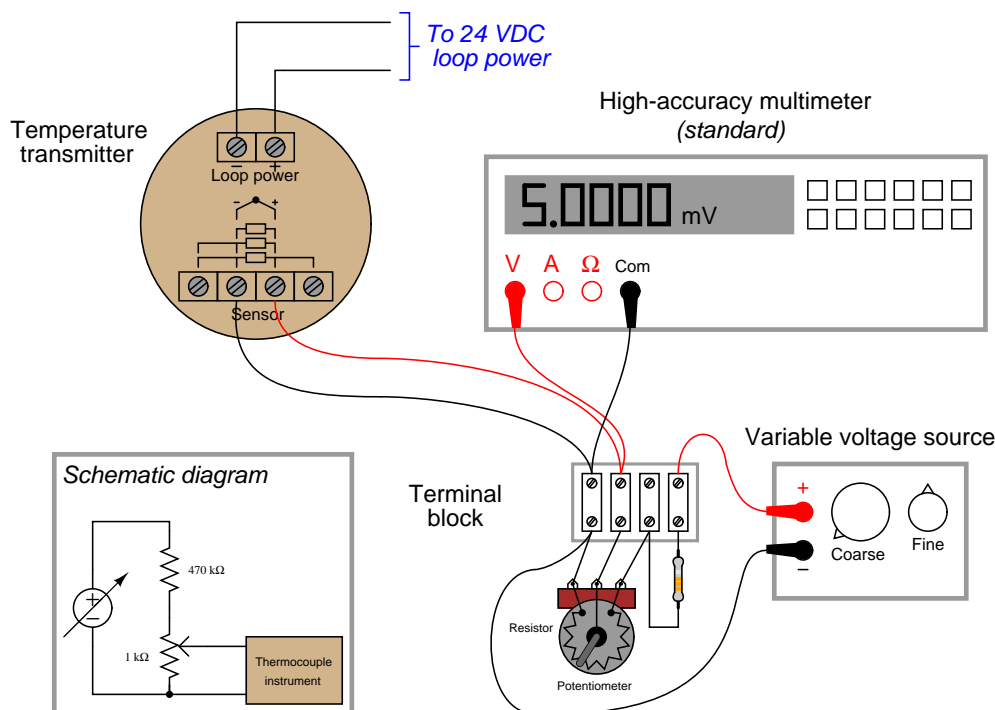 To 24 VDC
loop power
Temperature
transmitter
− +
Loop power
- +
Sensor
High-accuracy multimeter
(standard)
5.0000 mV
V A Ω Com
Schematic diagram
470 kΩ
+
−
1 kΩ
Thermocouple
instrument
Terminal
block
Resistor
Potentiometer
Variable voltage source
+
−
Coarse
Fine